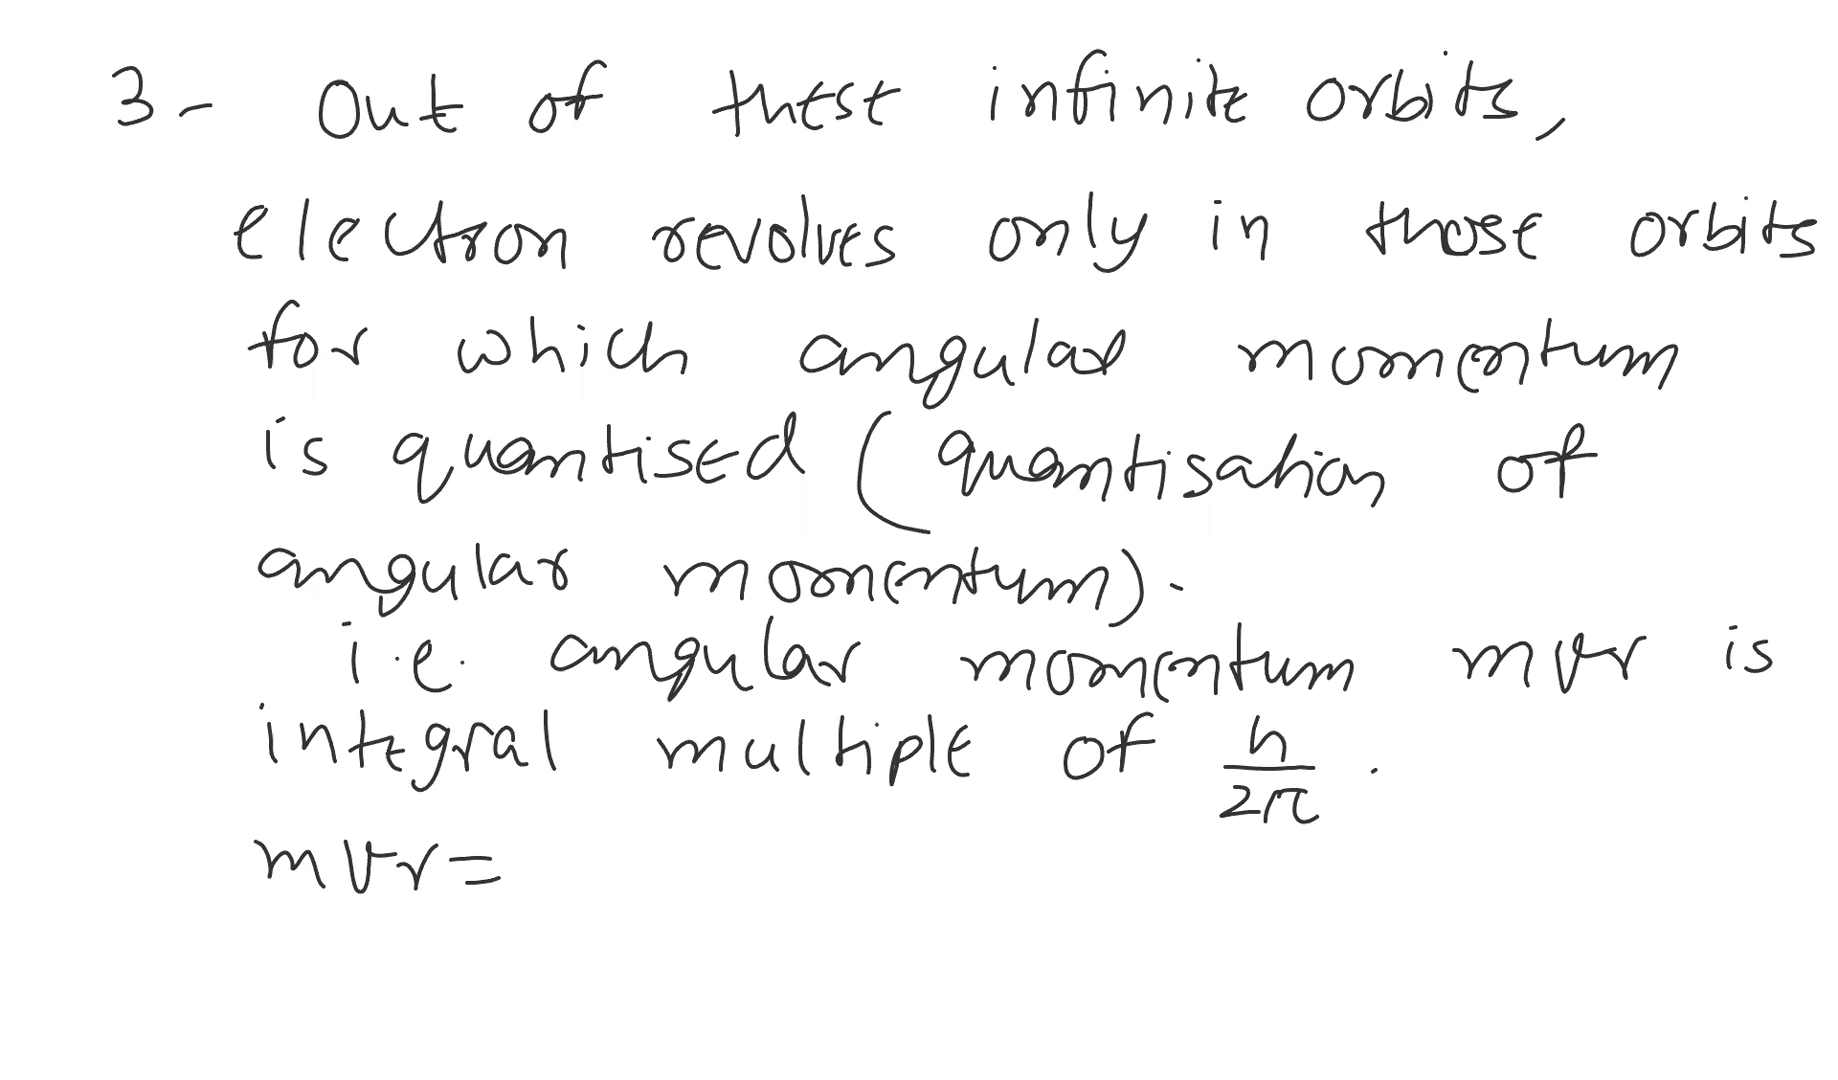 3- Out of these infinite orbits,
electron revolves only in those orbits
for which angular momentum
is quantised (quantisation of
angular momentum).
i.e. angular momentum mvr is
integral multiple of h/2π.
mvr=